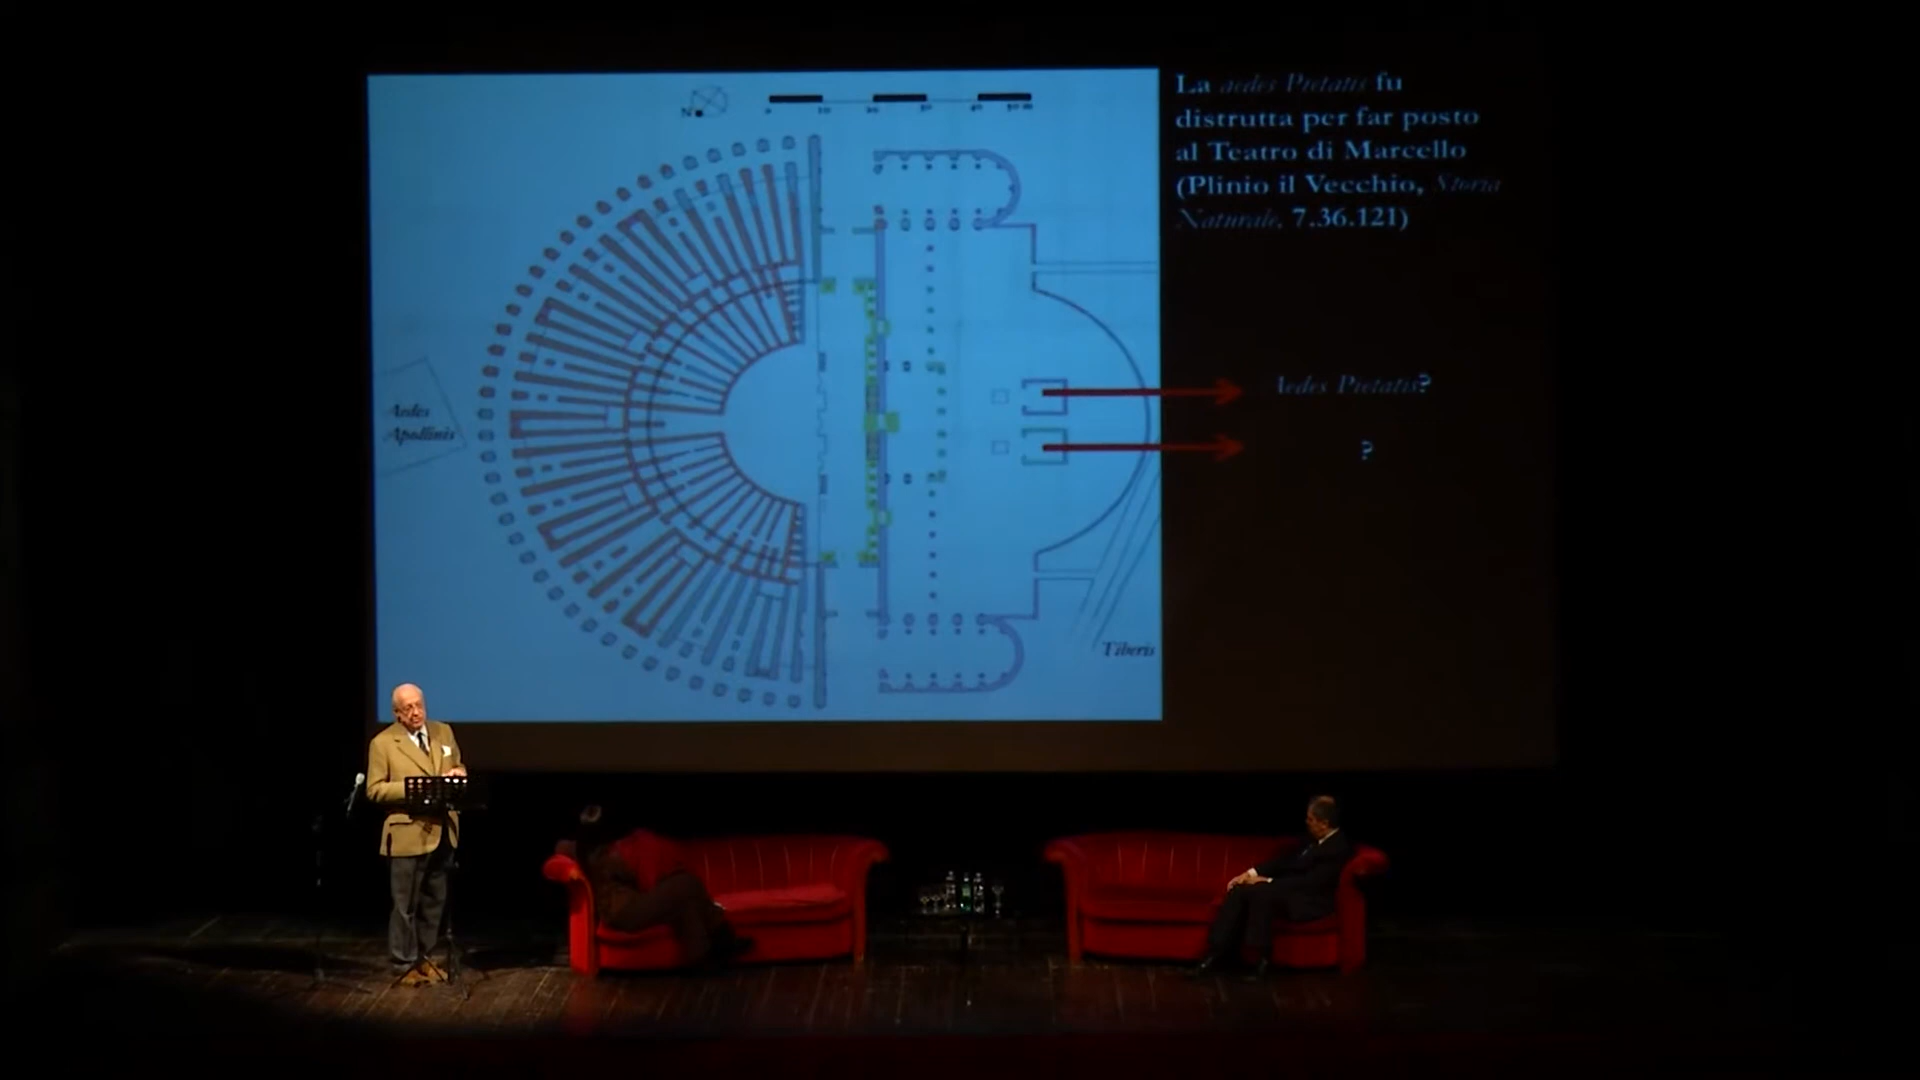 La aedes Pietatis fu
distrutta per far posto
al Teatro di Marcello
(Plinio il Vecchio, Storia
Naturale, 7.36.121)
N
Aedes Pietatis?
?
Aedes
Apollinis
Tiberis